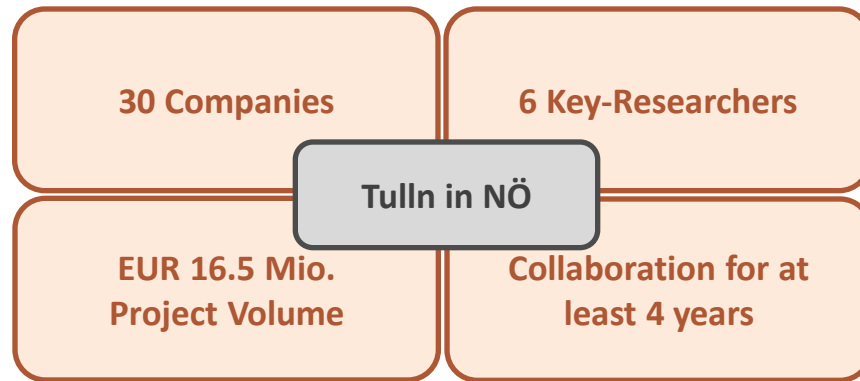 30 Companies
6 Key-Researchers
Tulln in NÖ
EUR 16.5 Mio.
Project Volume
Collaboration for at
least 4 years